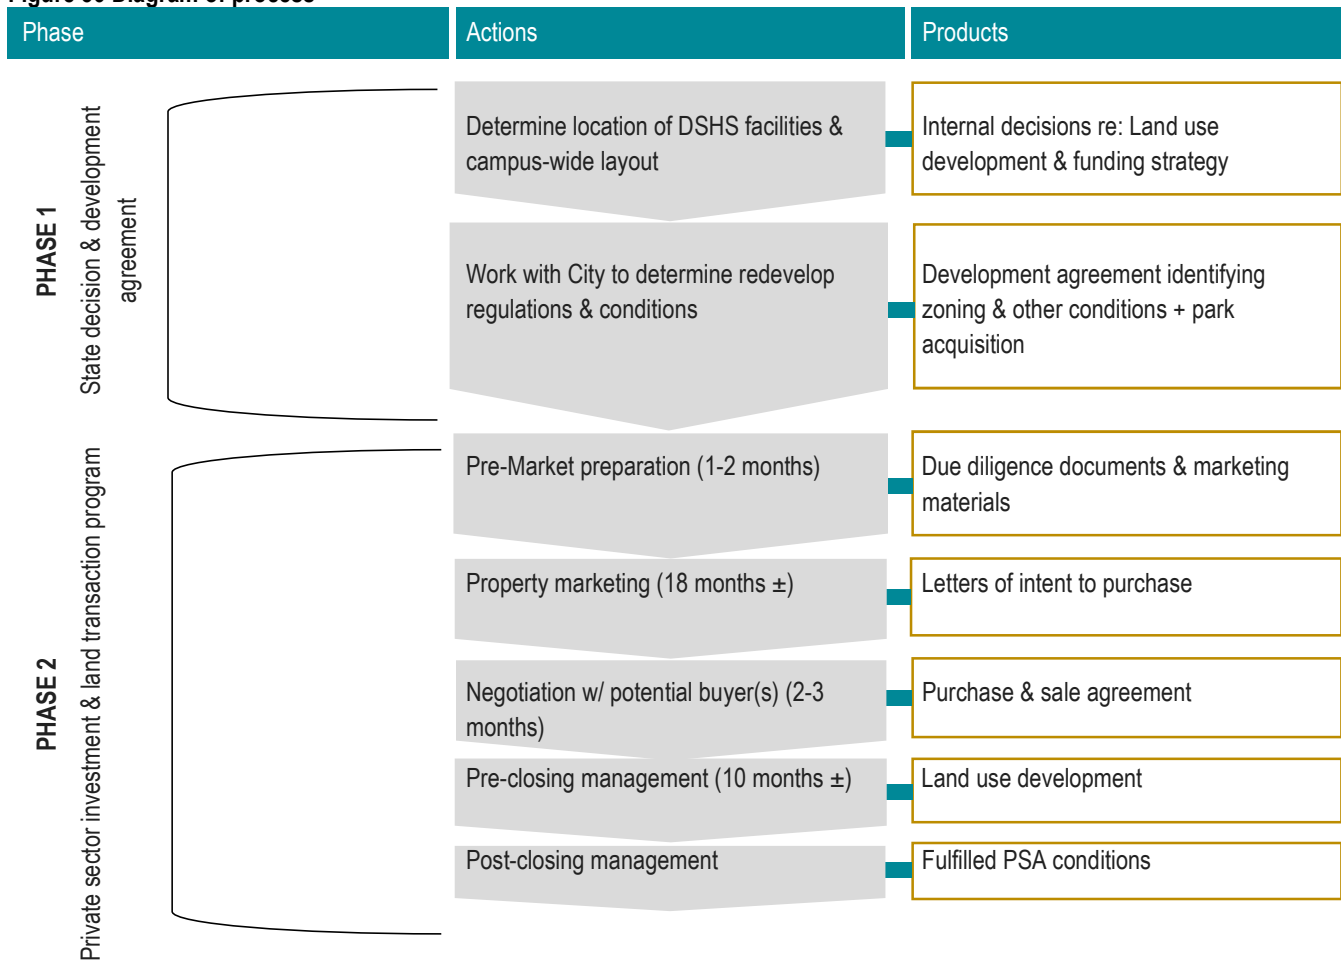 Phase
Actions
Products
PHASE 1
State decision & development
agreement
Determine location of DSHS facilities &
campus-wide layout
Internal decisions re: Land use
development & funding strategy
Work with City to determine redevelop
regulations & conditions
Development agreement identifying
zoning & other conditions + park
acquisition
PHASE 2
Private sector investment & land transaction program
Pre-Market preparation (1-2 months)
Due diligence documents & marketing
materials
Property marketing (18 months ±)
Letters of intent to purchase
Negotiation w/ potential buyer(s) (2-3
months)
Purchase & sale agreement
Pre-closing management (10 months ±)
Land use development
Post-closing management
Fulfilled PSA conditions